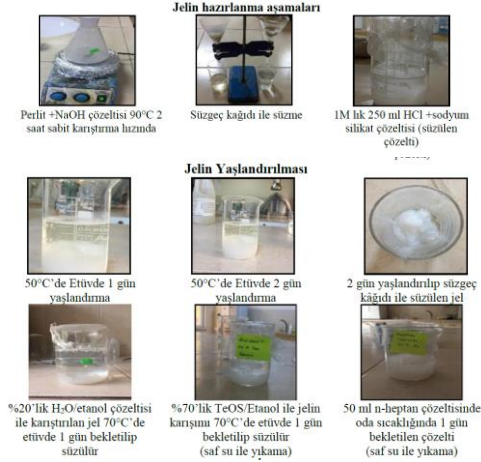 Jelin hazırlanma aşamaları
Perlit +NaOH çözeltisi 90°C 2
saat sabit karıştırma hızında
Süzgeç kağıdı ile süzme
1M lık 250 ml HCl +sodyum
silikat çözeltisi (süzülen
çözelti)
Jelin Yaşlandırılması
50°C’de Etüvde 1 gün
yaşlandırma
50°C’de Etüvde 2 gün
yaşlandırma
2 gün yaşlandırılıp süzgeç
kâğıdı ile süzülen jel
%20’lik H₂O/etanol çözeltisi
ile karıştırılan jel 70°C’de
etüvde 1 gün bekletilip
süzülür
%70’lik TeOS/Etanol ile jelin
karışımı 70°C’de etüvde 1 gün
bekletilip süzülür
(saf su ile yıkama)
50 ml n-heptan çözeltisinde
oda sıcaklığında 1 gün
bekletilen çözelti
(saf su ile yıkama)